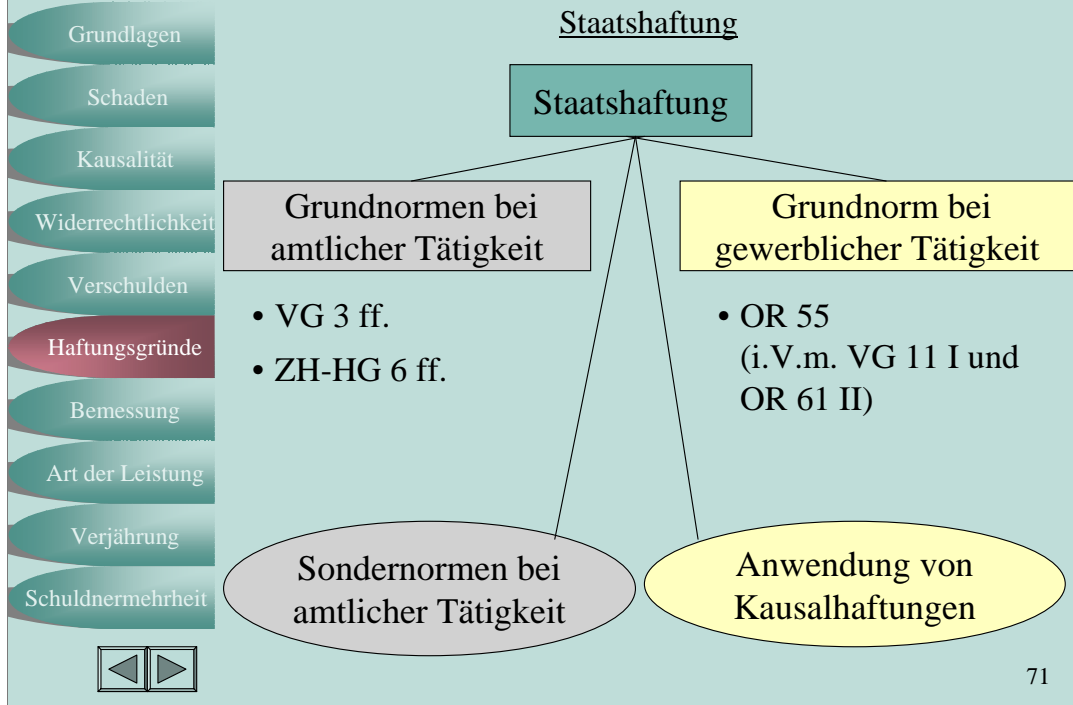 Grundlagen
Schaden
Kausalität
Widerrechtlichkeit
Verschulden
Haftungsgründe
Bemessung
Art der Leistung
Verjährung
Schuldnermehrheit
Staatshaftung
Staatshaftung
Grundnormen bei
amtlicher Tätigkeit
• VG 3 ff.
• ZH-HG 6 ff.
Grundnorm bei
gewerblicher Tätigkeit
• OR 55
(i.V.m. VG 11 I und
OR 61 II)
Sondernormen bei
amtlicher Tätigkeit
Anwendung von
Kausalhaftungen
71